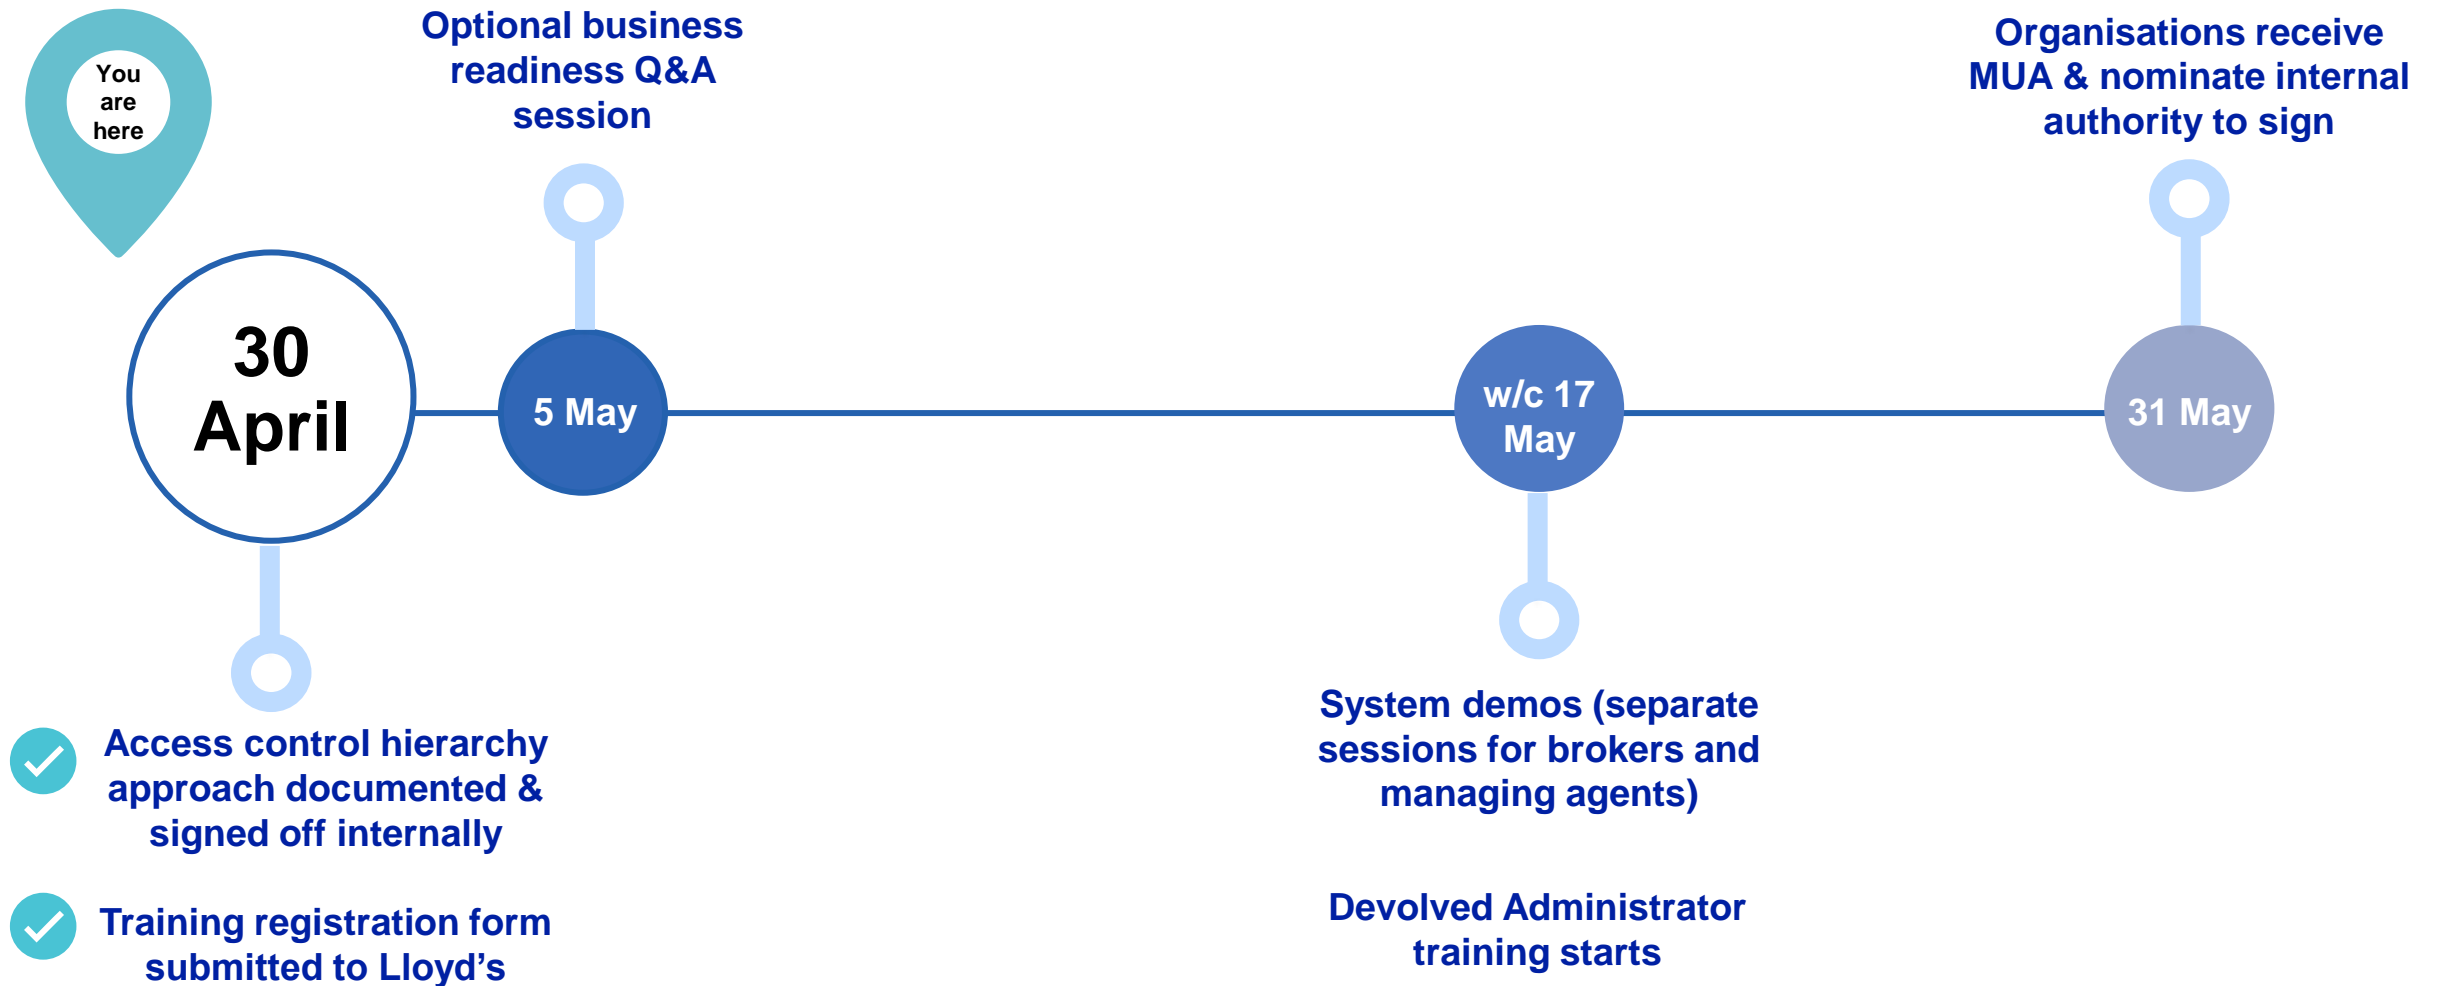 You
are
here
Optional business
readiness Q&A
session
Organisations receive
MUA & nominate internal
authority to sign
30
April
5 May
w/c 17
May
31 May
Access control hierarchy
approach documented &
signed off internally
Training registration form
submitted to Lloyd’s
System demos (separate
sessions for brokers and
managing agents)
Devolved Administrator
training starts